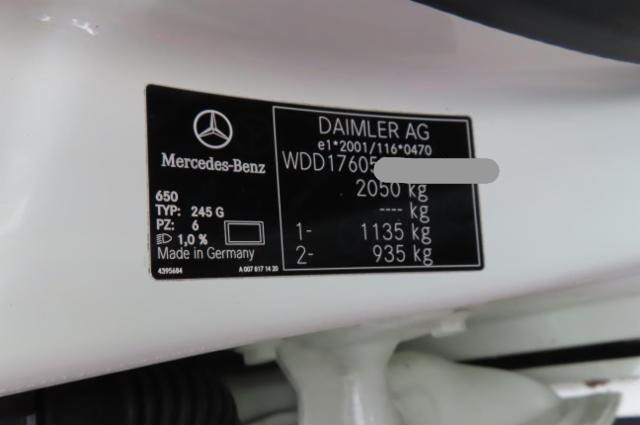 Mercedes-Benz
650
TYP: 245 G
PZ: 6
1,0 %
Made in Germany
4395684
A 007 817 14 20
DAIMLER AG
e1*2001/116*0470
WDD17605
2050 kg
---- kg
1- 1135 kg
2- 935 kg